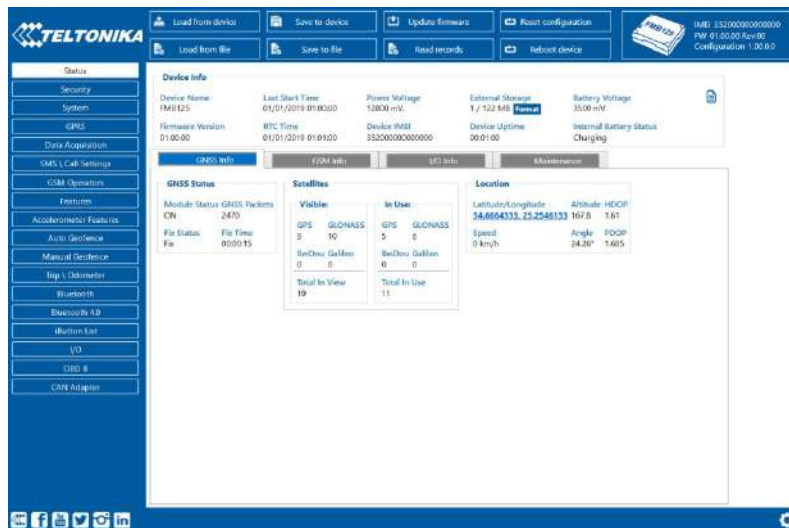 TELTONIKA
Load from device
Save to device
Update firmware
Reset configuration
Load from file
Save to file
Read records
Reboot device
FMB125
IMEI 352000000000000
FW 01.00.00 Rev:00
Configuration 1.00.0.0
Status
Security
System
GPRS
Data Acquisition
SMS \ Call Settings
GSM Operators
Features
Accelerometer Features
Auto Geofence
Manual Geofence
Trip \ Odometer
Bluetooth
Bluetooth 4.0
iButton List
I/O
OBD II
CAN Adapter
Device Info
Device Name
FMB125
Last Start Time
01/01/2019 01:00:00
Power Voltage
12800 mV.
External Storage
1 / 122 MB Format
Battery Voltage
3500 mV.
Firmware Version
01.00.00
RTC Time
01/01/2019 01:01:00
Device IMEI
352000000000000
Device Uptime
00:01:00
Internal Battery Status
Charging
GNSS Info
GSM Info
I/O Info
Maintenance
GNSS Status
Module Status GNSS Packets
ON 2470
Fix Status Fix Time
Fix 00:00:15
Satellites
Visible:
GPS GLONASS
9 10
BeiDou Galileo
0 0
Total In View
19
In Use:
GPS GLONASS
5 6
BeiDou Galileo
0 0
Total In Use
11
Location
Latitude/Longitude Altitude HDOP
54.6664333, 25.2546133 167.8 1.61
Speed Angle PDOP
0 km/h 24.26° 1.685